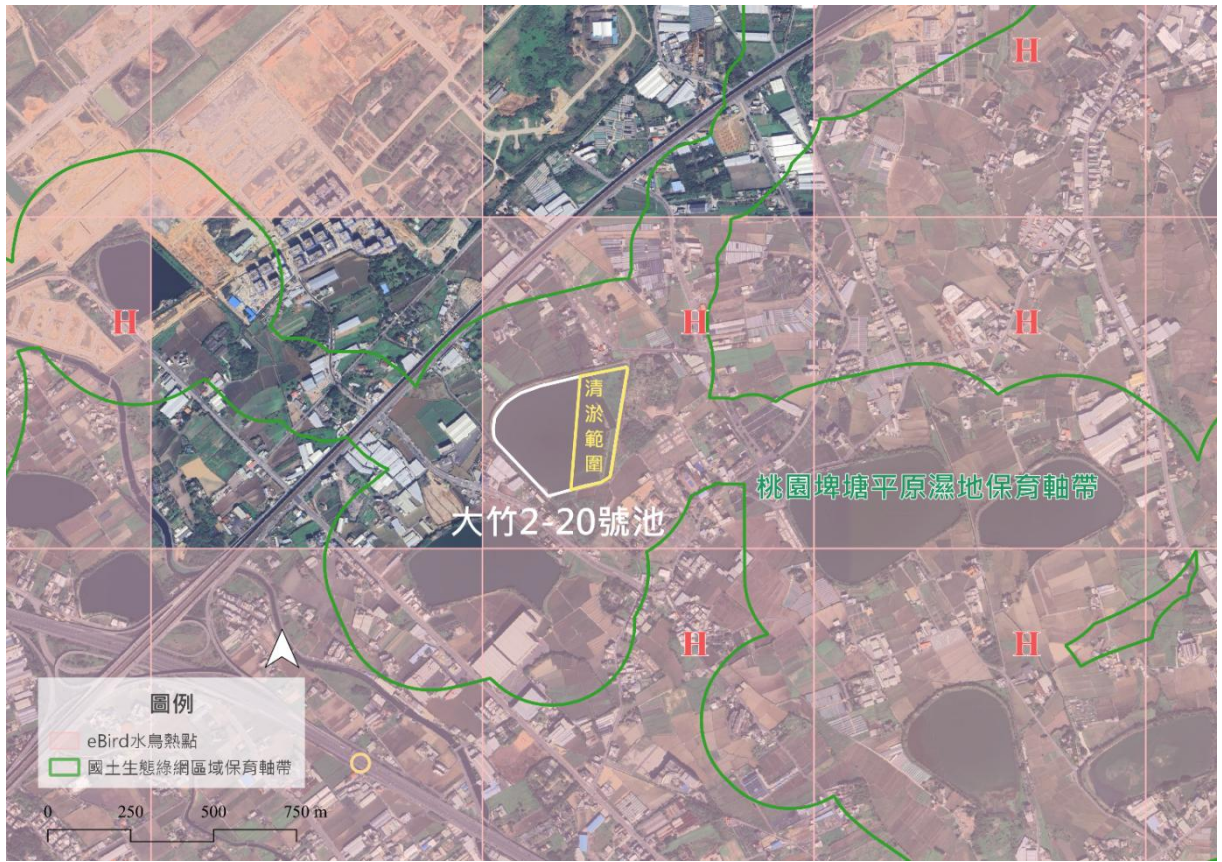 H
H
H
H
清淤範圍
桃園埤塘平原濕地保育軸帶
大竹2-20號池
H
H
圖例
eBird水鳥熱點
國土生態綠網區域保育軸帶
0 250 500 750 m